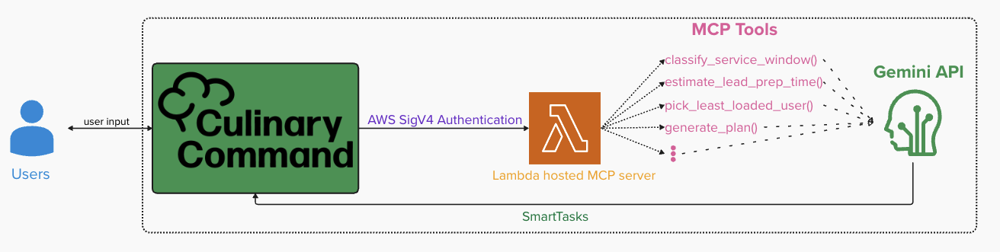 MCP Tools
classify_service_window()
estimate_lead_prep_time()
pick_least_loaded_user()
generate_plan()
Gemini API
user input
Culinary
Command
AWS SigV4 Authentication
Users
Lambda hosted MCP server
SmartTasks